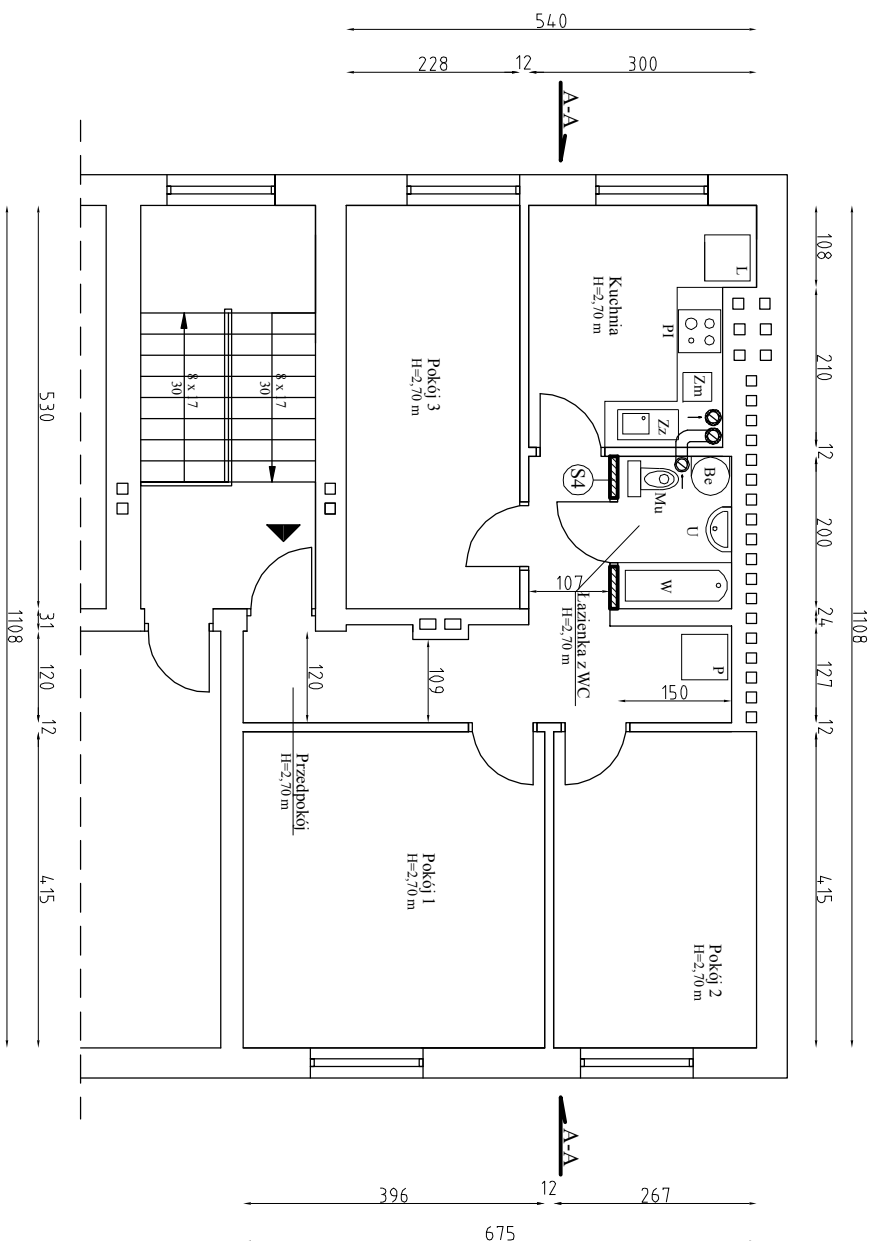 540
228
12
300
A-A
108
210
12
200
24
127
12
415
1108
L
Kuchnia
H=2,70 m
Pl
Zm
Zz
Be
Mu
U
S4
W
P
150
107
Łazienka z WC
H=2,70 m
Pokój 3
H=2,70 m
8 x 17
30
8 x 17
30
109
120
Przedpokój
H=2,70 m
Pokój 1
H=2,70 m
Pokój 2
H=2,70 m
530
31
120
12
415
1108
A-A
396
12
267
675